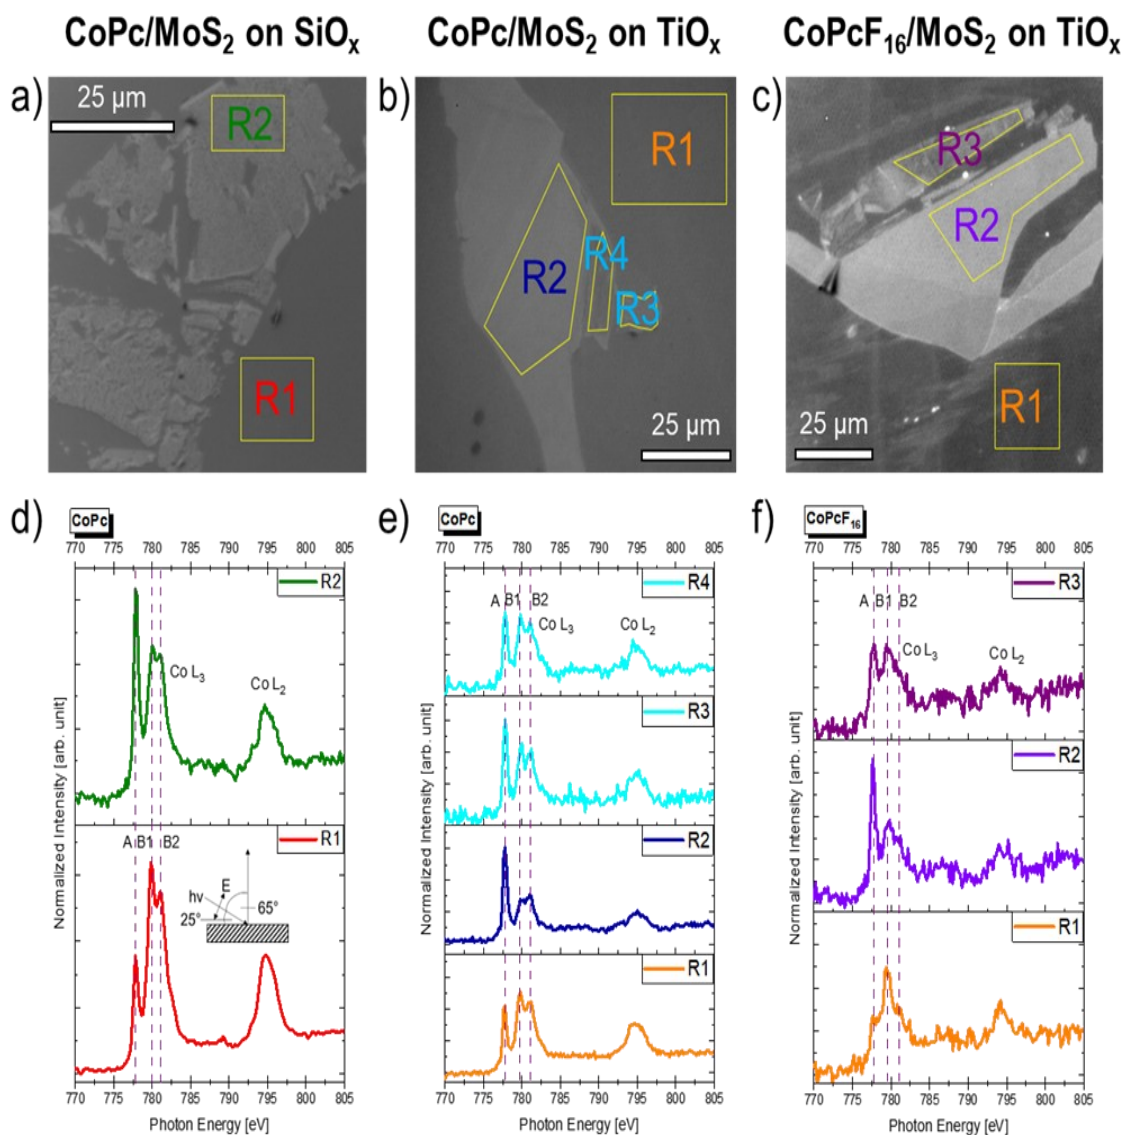 CoPc/MoS₂ on SiOₓ
CoPc/MoS₂ on TiOₓ
CoPcF₁₆/MoS₂ on TiOₓ
a)
25 µm
R2
R1
b)
R1
R2
R4
R3
25 µm
c)
R3
R2
R1
25 µm
d)
CoPc
770 775 780 785 790 795 800 805
R2
Co L₃
Co L₂
R1
A B1 B2
hv
E
25°
65°
Normalized Intensity [arb. unit]
770 775 780 785 790 795 800 805
Photon Energy [eV]
e)
CoPc
770 775 780 785 790 795 800 805
R4
A B1 B2
Co L₃
Co L₂
R3
R2
R1
Normalized Intensity [arb. unit]
770 775 780 785 790 795 800 805
Photon Energy [eV]
f)
CoPcF₁₆
770 775 780 785 790 795 800 805
R3
A B1 B2
Co L₃
Co L₂
R2
R1
Normalized Intensity [arb. unit]
770 775 780 785 790 795 800 805
Photon Energy [eV]